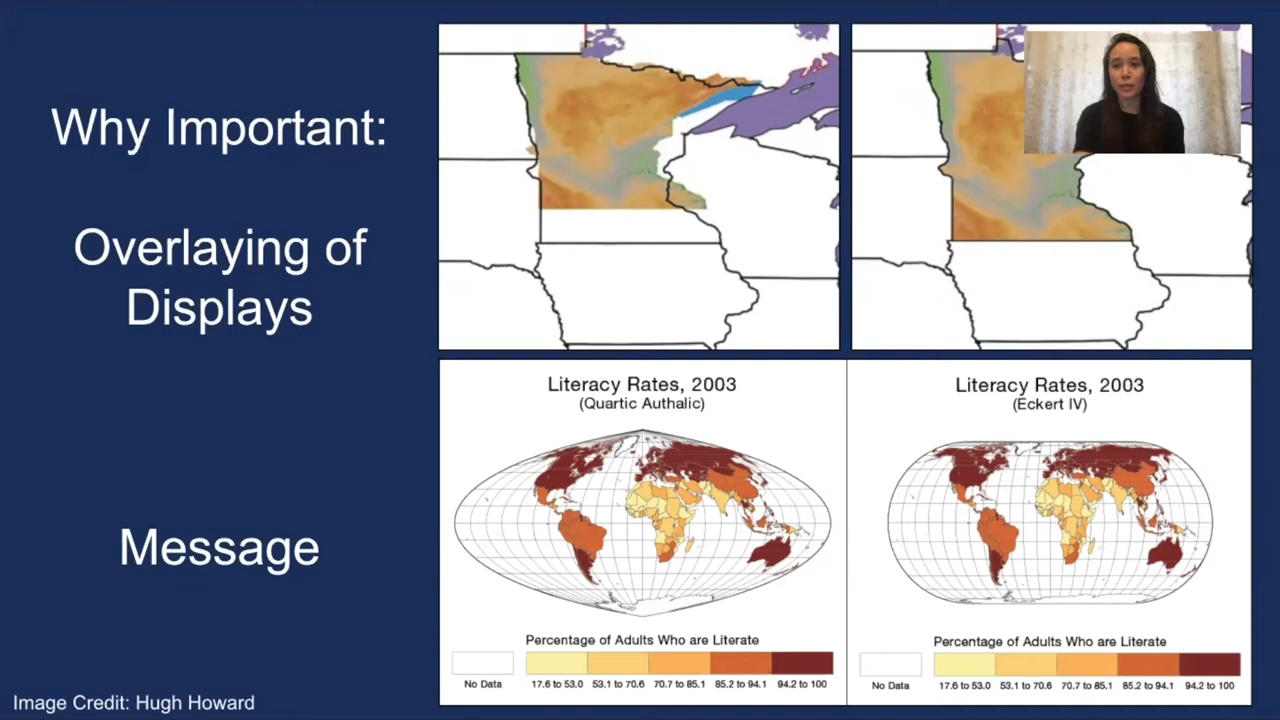 Why Important:
Overlaying of
Displays
Message
Literacy Rates, 2003
(Quartic Authalic)
Percentage of Adults Who are Literate
No Data
17.6 to 53.0
53.1 to 70.6
70.7 to 85.1
85.2 to 94.1
94.2 to 100
Literacy Rates, 2003
(Eckert IV)
Percentage of Adults Who are Literate
No Data
17.6 to 53.0
53.1 to 70.6
70.7 to 85.1
85.2 to 94.1
94.2 to 100
Image Credit: Hugh Howard